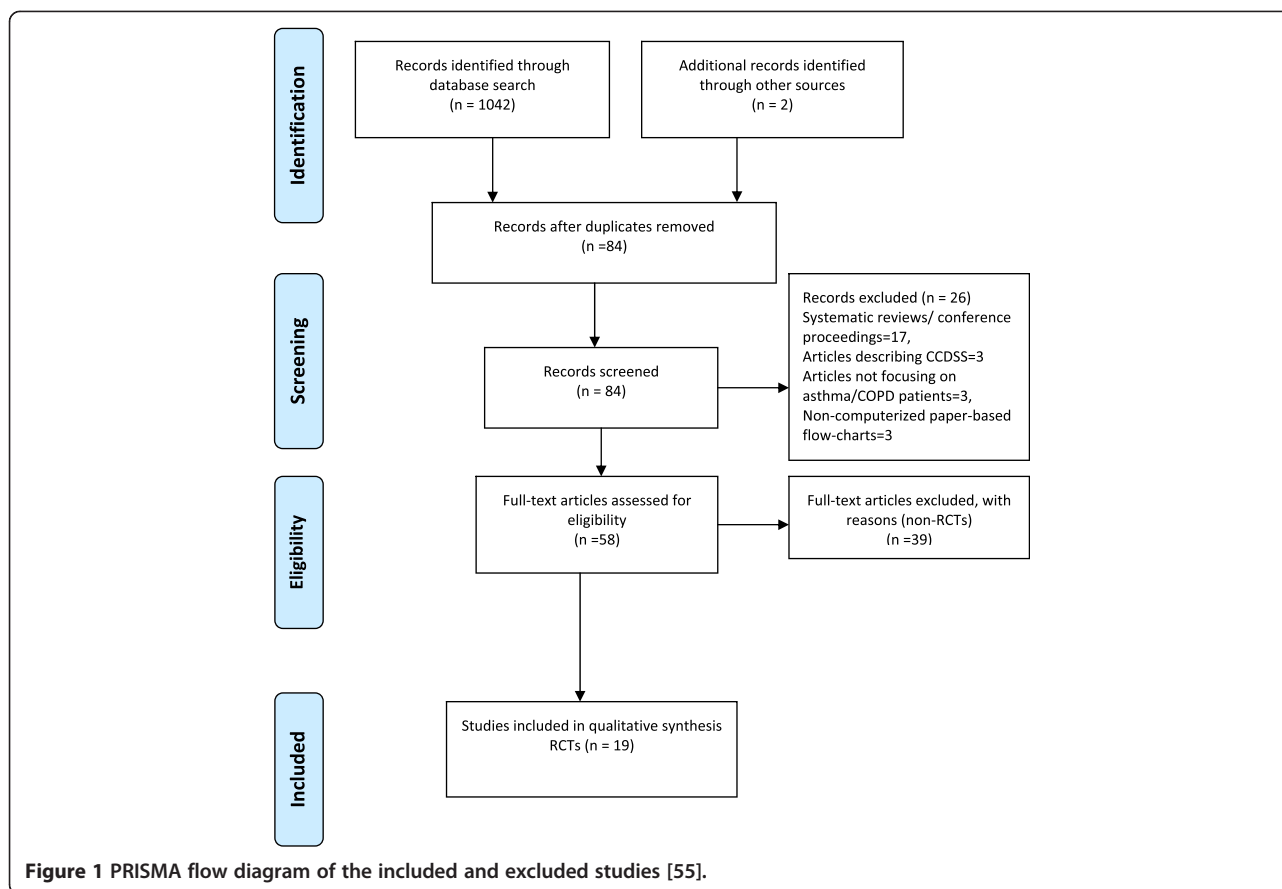 Identification
Records identified through
database search
(n = 1042)
Additional records identified
through other sources
(n = 2)
Records after duplicates removed
(n =84)
Screening
Records screened
(n = 84)
Records excluded (n = 26)
Systematic reviews/ conference
proceedings=17,
Articles describing CCDSS=3
Articles not focusing on
asthma/COPD patients=3,
Non-computerized paper-based
flow-charts=3
Eligibility
Full-text articles assessed for
eligibility
(n =58)
Full-text articles excluded, with
reasons (non-RCTs)
(n =39)
Included
Studies included in qualitative synthesis
RCTs (n = 19)
Figure 1 PRISMA flow diagram of the included and excluded studies [55].